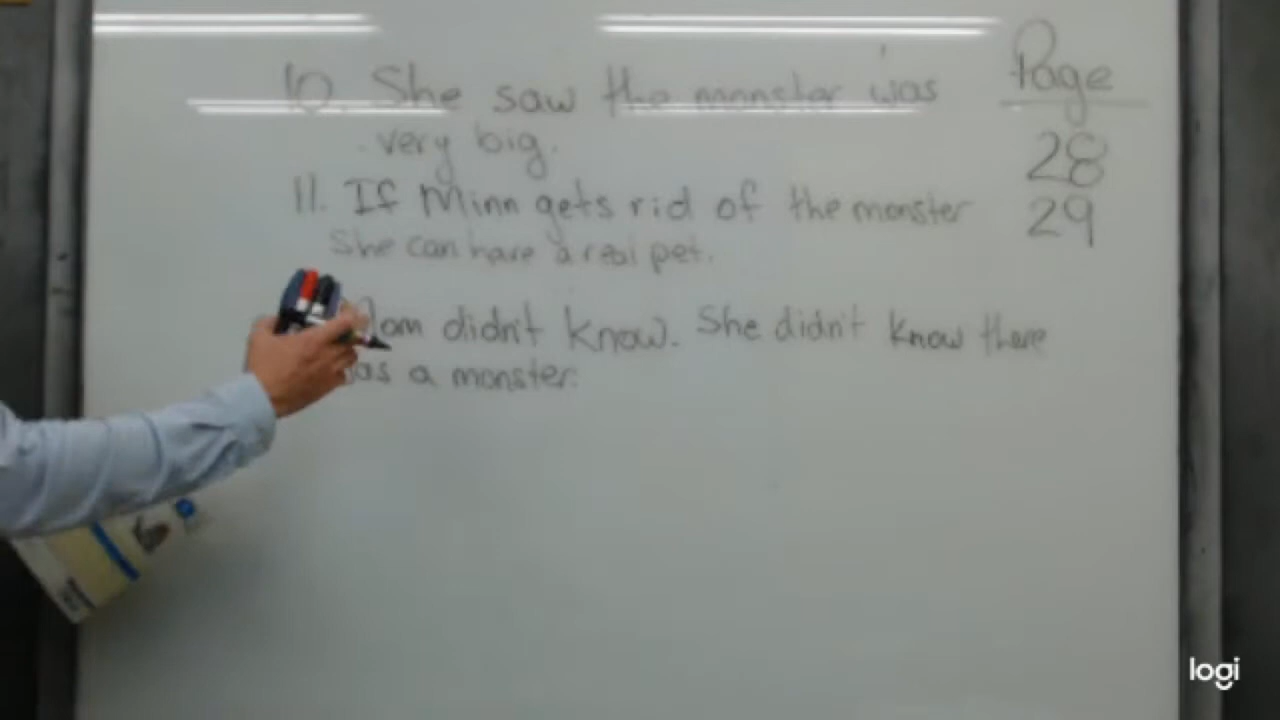 Page
10. She saw the monster was
very big.
28
11. If Minn gets rid of the monster
29
She can have a real pet.
Mom didn't know. She didn't know there
was a monster.
logi